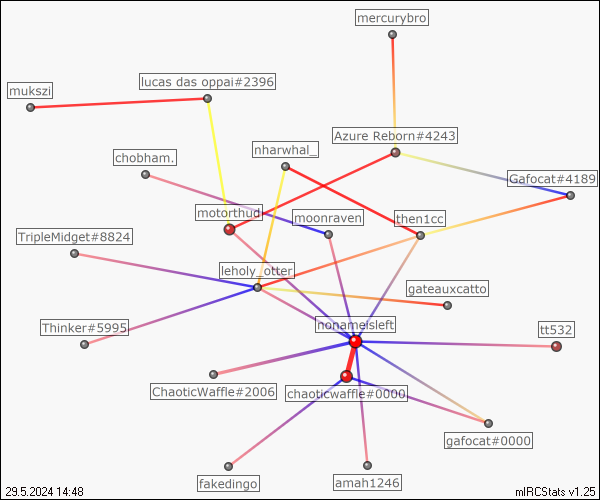 mercurybro
lucas das oppai#2396
mukszi
Azure Reborn#4243
nharwhal_
chobham.
Gafocat#4189
motorthud
moonraven
then1cc
TripleMidget#8824
leholy_otter
gateauxcatto
Thinker#5995
nonameisleft
tt532
ChaoticWaffle#2006
chaoticwaffle#0000
gafocat#0000
fakedingo
amah1246
29.5.2024 14:48
mIRCStats v1.25